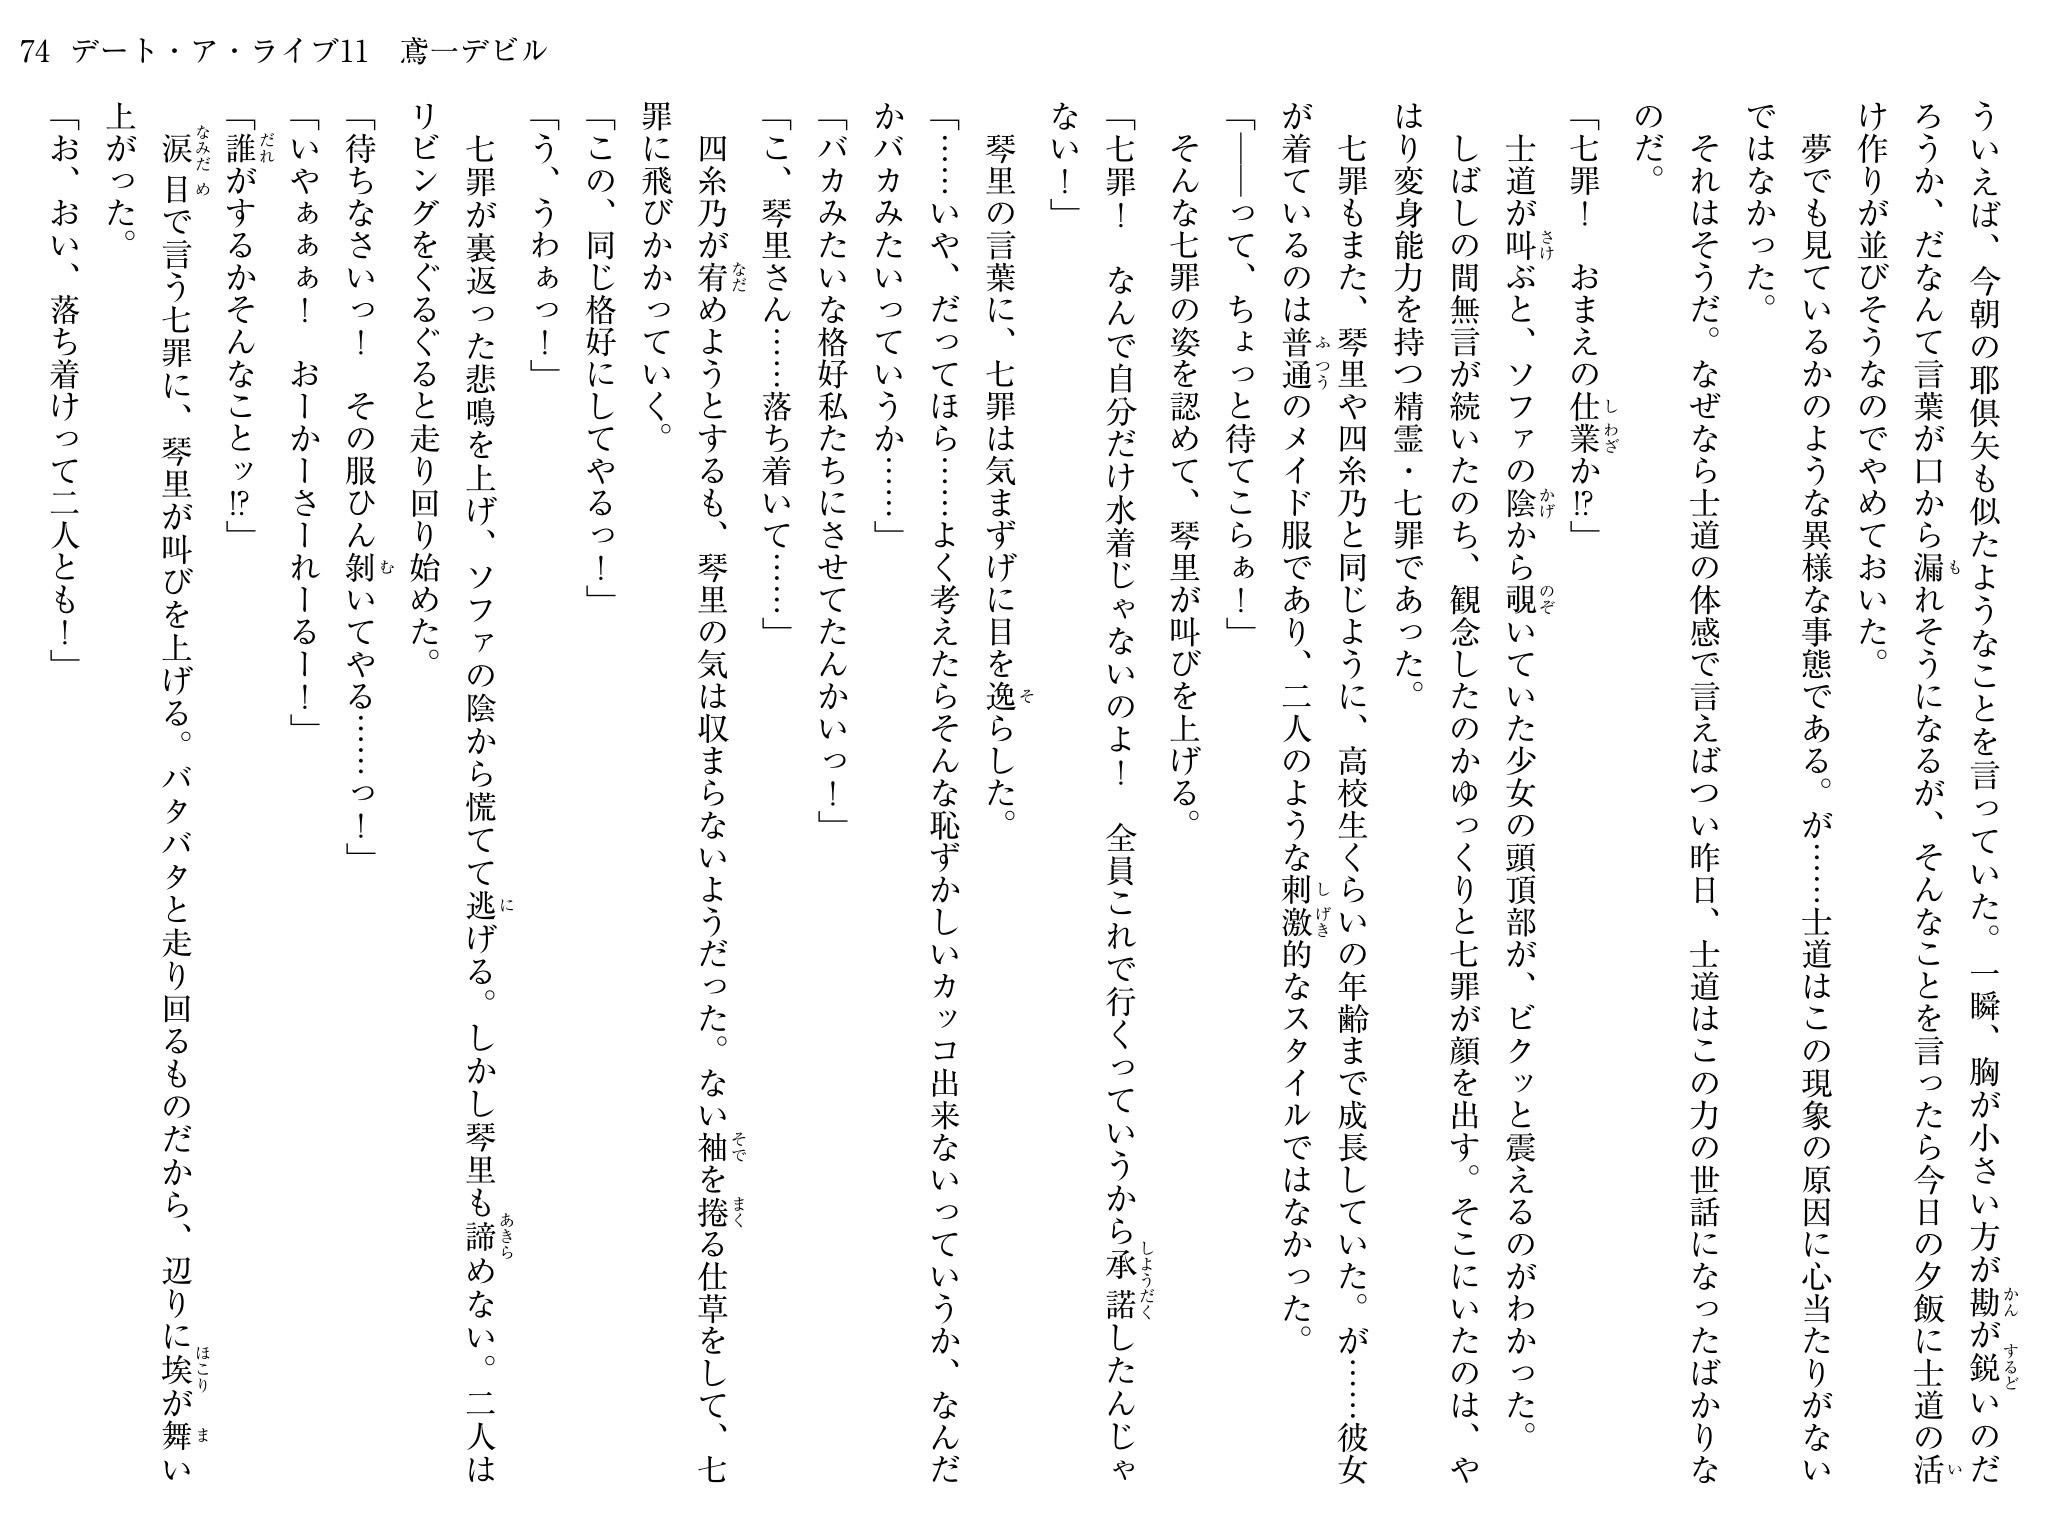 74 デート・ア・ライブ11　鳶一デビル
ういえば、今朝の耶倶矢も似たようなことを言っていた。一瞬、胸が小さい方が勘が鋭いのだ
ろうか、だなんて言葉が口から漏れそうになるが、そんなことを言ったら今日の夕飯に士道の活
け作りが並びそうなのでやめておいた。
　夢でも見ているかのような異様な事態である。が……士道はこの現象の原因に心当たりがない
ではなかった。
　それはそうだ。なぜなら士道の体感で言えばつい昨日、士道はこの力の世話になったばかりな
のだ。
「七罪！　おまえの仕業か⁉」
　士道が叫ぶと、ソファの陰から覗いていた少女の頭頂部が、ビクッと震えるのがわかった。
　しばしの間無言が続いたのち、観念したのかゆっくりと七罪が顔を出す。そこにいたのは、や
はり変身能力を持つ精霊・七罪であった。
　七罪もまた、琴里や四糸乃と同じように、高校生くらいの年齢まで成長していた。が……彼女
が着ているのは普通のメイド服であり、二人のような刺激的なスタイルではなかった。
「――って、ちょっと待てこらぁ！」
　そんな七罪の姿を認めて、琴里が叫びを上げる。
「七罪！　なんで自分だけ水着じゃないのよ！　全員これで行くっていうから承諾したんじゃ
ない！」
　琴里の言葉に、七罪は気まずげに目を逸らした。
「……いや、だってほら……よく考えたらそんな恥ずかしいカッコ出来ないっていうか、なんだ
かバカみたいっていうか……」
「バカみたいな格好私たちにさせてたんかいっ！」
「こ、琴里さん……落ち着いて……」
　四糸乃が宥めようとするも、琴里の気は収まらないようだった。ない袖を捲る仕草をして、七
罪に飛びかかっていく。
「この、同じ格好にしてやるっ！」
「う、うわぁっ！」
　七罪が裏返った悲鳴を上げ、ソファの陰から慌てて逃げる。しかし琴里も諦めない。二人は
リビングをぐるぐると走り回り始めた。
「待ちなさいっ！　その服ひん剝いてやる……っ！」
「いやぁぁぁ！　おーかーさーれーるー！」
「誰がするかそんなことッ⁉」
　涙目で言う七罪に、琴里が叫びを上げる。バタバタと走り回るものだから、辺りに埃が舞い
上がった。
「お、おい、落ち着けって二人とも！」